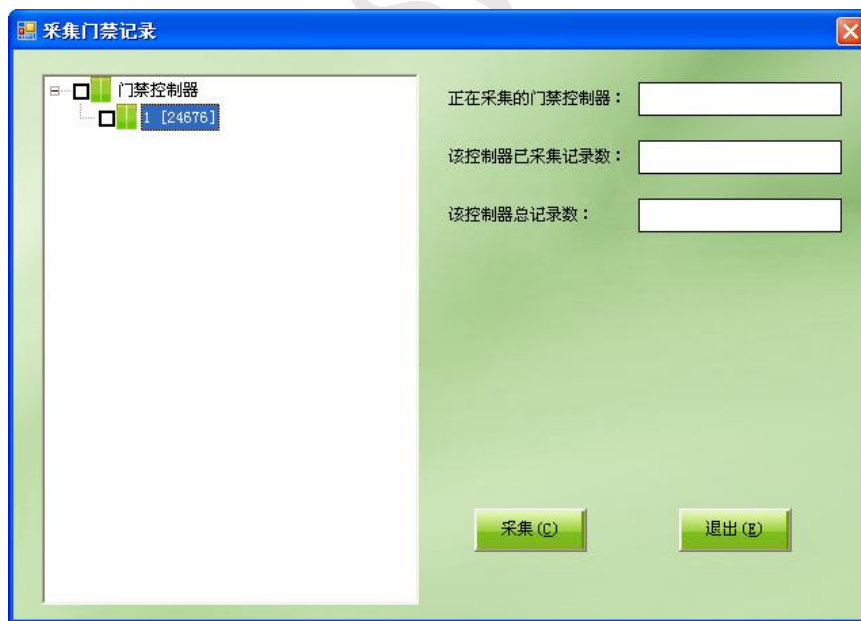 采集门禁记录
门禁控制器
1 [24676]
正在采集的门禁控制器：
该控制器已采集记录数：
该控制器总记录数：
采集(C)
退出(E)